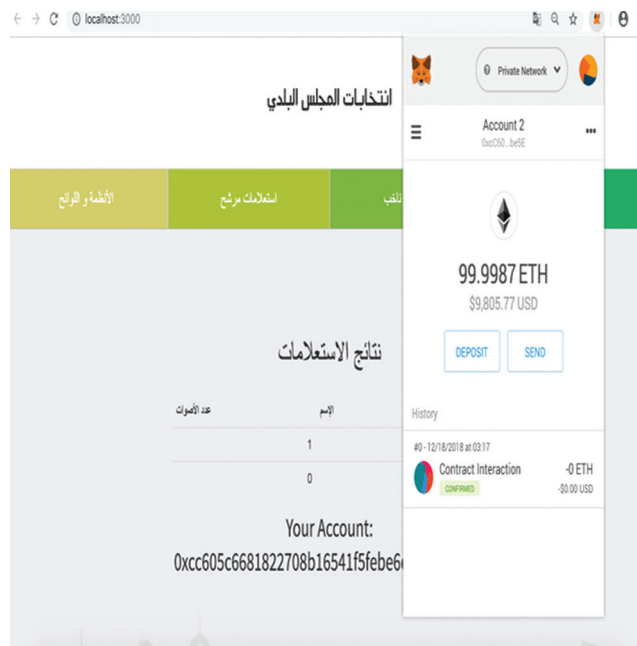 localhost:3000
Private Network
انتخابات المجلس البلدي
Account 2
0xcC60...be5E
ناخب
استعلامات مرشح
الأنظمة و اللوائح
99.9987 ETH
$9,805.77 USD
DEPOSIT SEND
نتائج الاستعلامات
الإسم عدد الأصوات
1
0
History
#0 - 12/18/2018 at 03:17
Contract Interaction -0 ETH
CONFIRMED -$0.00 USD
Your Account:
0xcc605c6681822708b16541f5febe6